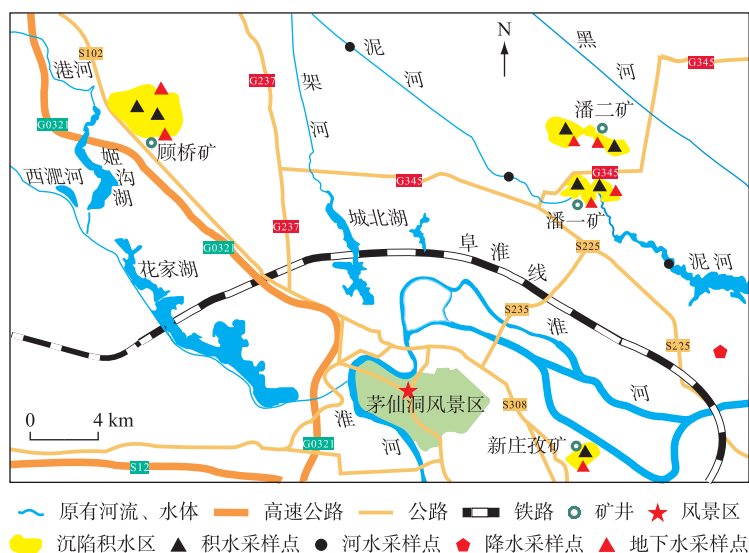 S102
港河
G0321
顾桥矿
姬沟湖
西淝河
花家湖
G0321
G237
G237
架河
泥河
N
黑河
G345
潘二矿
G345
G345
潘一矿
城北湖
阜淮线
S225
泥河
S235
淮河
S225
茅仙洞风景区
S308
0 4 km
淮河
G0321
S12
新庄孜矿
原有河流、水体 高速公路 公路 铁路 矿井 风景区
沉陷积水区 积水采样点 河水采样点 降水采样点 地下水采样点